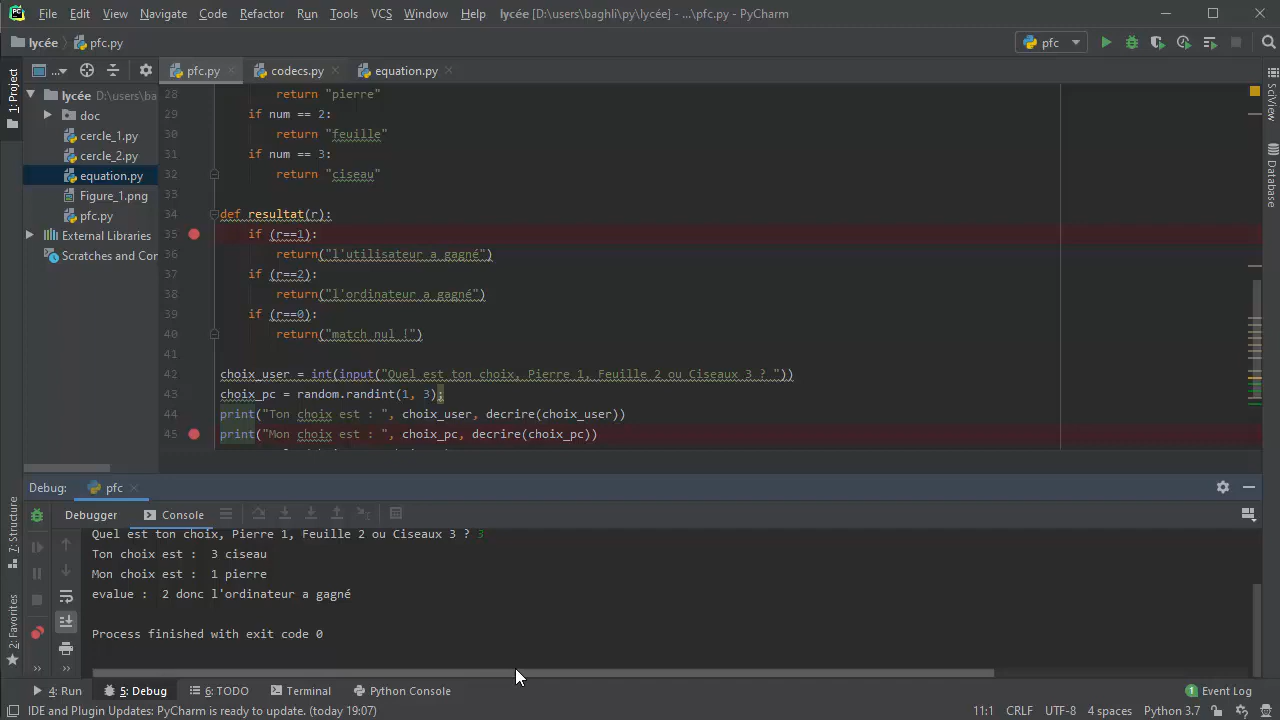 File Edit View Navigate Code Refactor Run Tools VCS Window Help lycée [D:\users\baghli\py\lycée] - ...\pfc.py - PyCharm
lycée pfc.py pfc
1: Project ... pfc.py codecs.py equation.py
lycée D:\users\ba
doc
cercle_1.py
cercle_2.py
equation.py
Figure_1.png
pfc.py
External Libraries
Scratches and Con
28 return "pierre"
29 if num == 2:
30 return "feuille"
31 if num == 3:
32 return "ciseau"
33
34 def resultat(r):
35 if (r==1):
36 return("l'utilisateur a gagné")
37 if (r==2):
38 return("l'ordinateur a gagné")
39 if (r==0):
40 return("match nul !")
41
42 choix_user = int(input("Quel est ton choix, Pierre 1, Feuille 2 ou Ciseaux 3 ? "))
43 choix_pc = random.randint(1, 3);
44 print("Ton choix est : ", choix_user, decrire(choix_user))
45 print("Mon choix est : ", choix_pc, decrire(choix_pc))
SciView
Database
Debug: pfc
Debugger Console
7: Structure
2: Favorites
Quel est ton choix, Pierre 1, Feuille 2 ou Ciseaux 3 ? 3
Ton choix est :  3 ciseau
Mon choix est :  1 pierre
evalue :  2 donc l'ordinateur a gagné
Process finished with exit code 0
4: Run 5: Debug 6: TODO Terminal Python Console 1 Event Log
IDE and Plugin Updates: PyCharm is ready to update. (today 19:07) 11:1 CRLF UTF-8 4 spaces Python 3.7